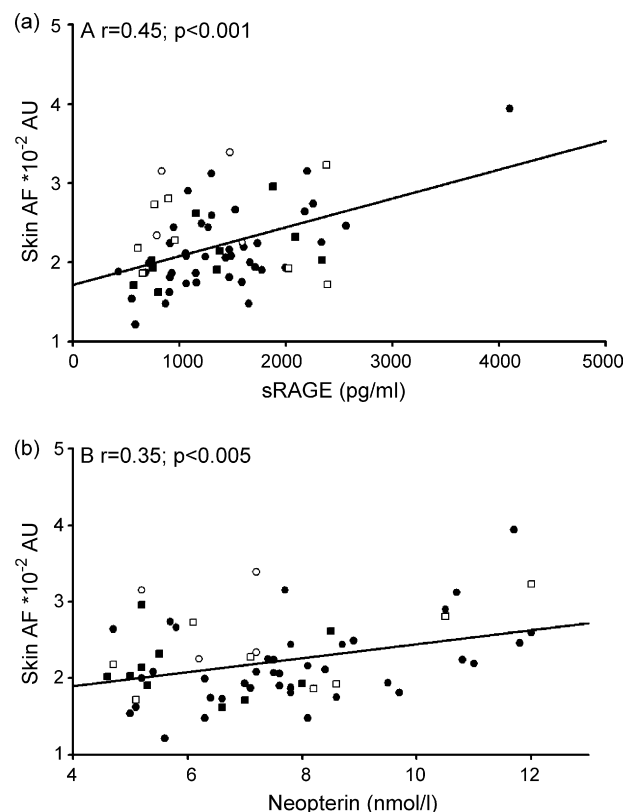 (a)
A r=0.45; p<0.001
5
4
3
2
1
Skin AF *10⁻² AU
0 1000 2000 3000 4000 5000
sRAGE (pg/ml)
(b)
B r=0.35; p<0.005
5
4
3
2
1
Skin AF *10⁻² AU
4 6 8 10 12
Neopterin (nmol/l)